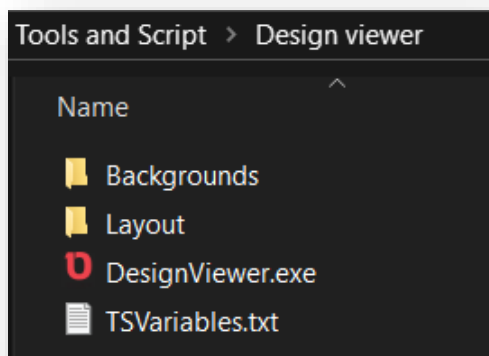 Tools and Script > Design viewer
Name
Backgrounds
Layout
DesignViewer.exe
TSVariables.txt